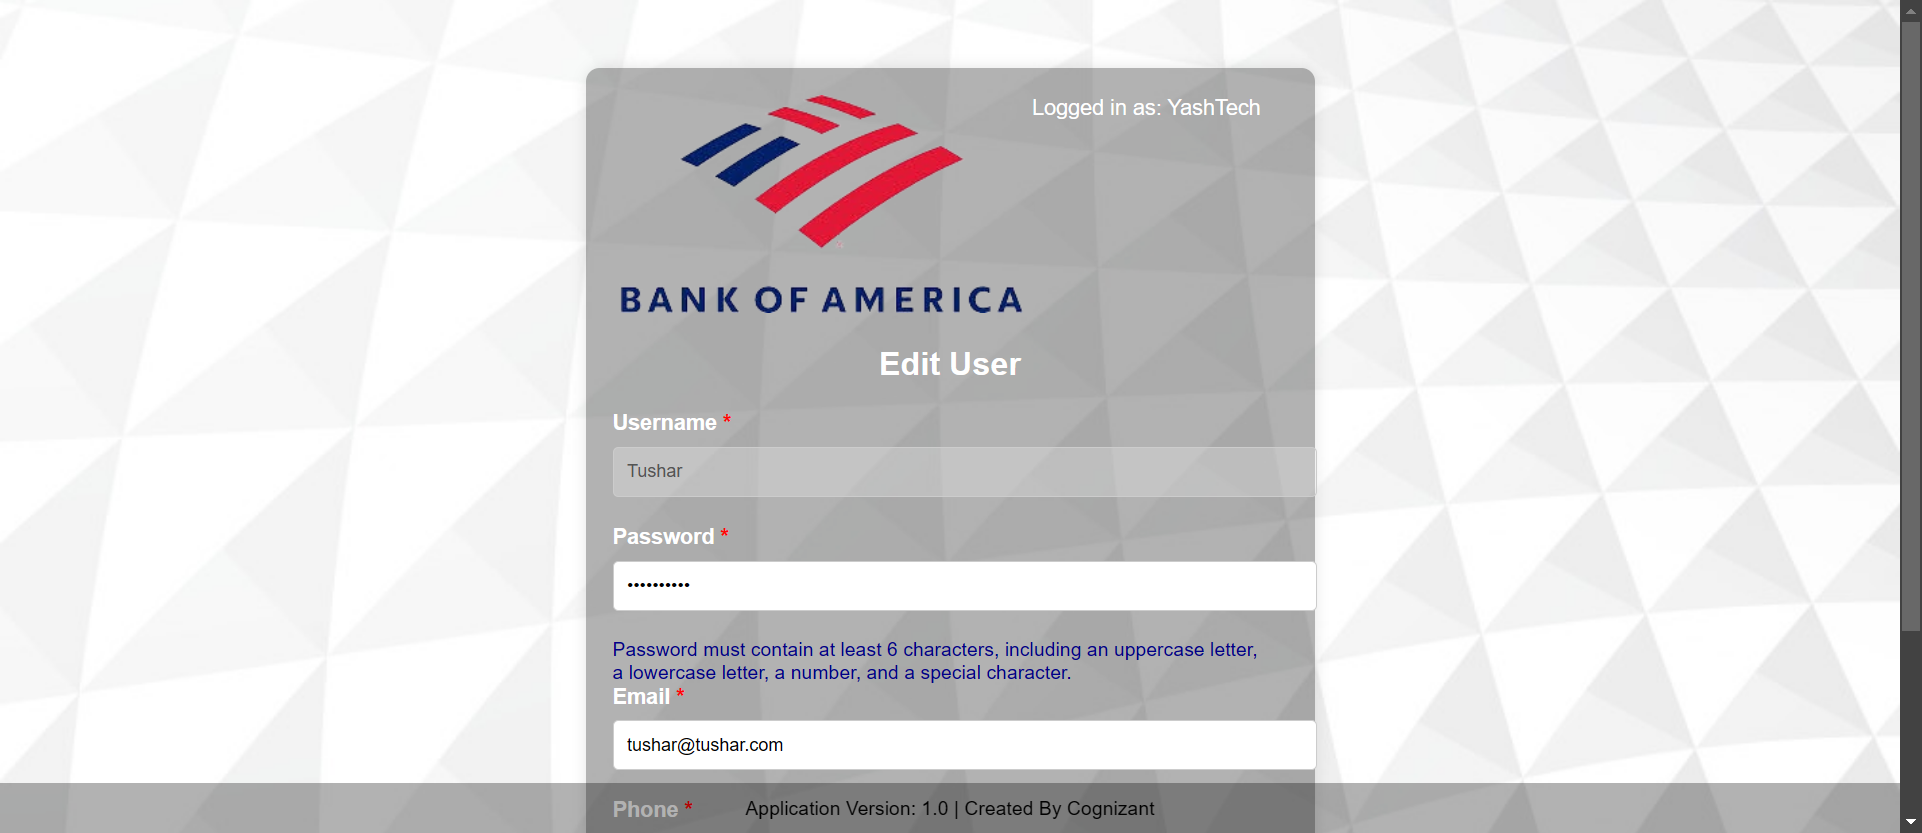 Logged in as: YashTech
BANK OF AMERICA
Edit User
Username *
Tushar
Password *
••••••••••
Password must contain at least 6 characters, including an uppercase letter,
a lowercase letter, a number, and a special character.
Email *
tushar@tushar.com
Phone *
Application Version: 1.0 | Created By Cognizant